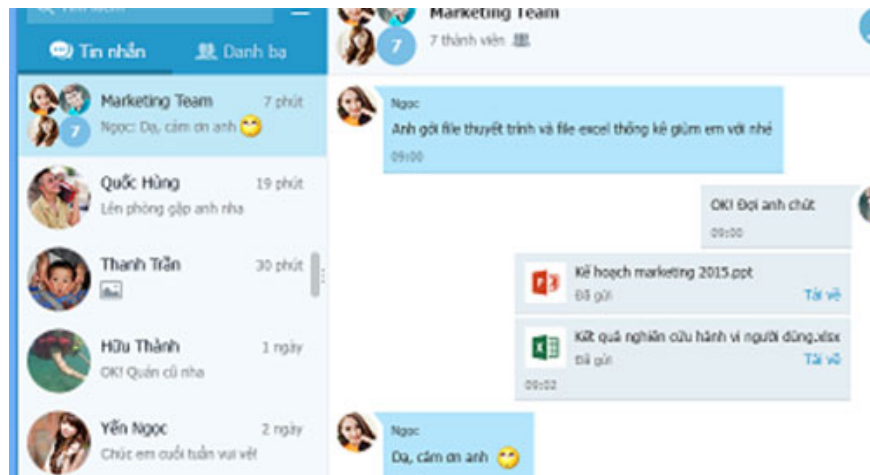 Tìm kiếm
Tin nhắn
Danh bạ
Marketing Team
7 phút
7
Ngọc: Dạ, cảm ơn anh
Quốc Hùng
19 phút
Lên phòng gặp anh nha
Thanh Trần
30 phút
Hữu Thành
1 ngày
OK! Quán cũ nha
Yến Ngọc
2 ngày
Chúc em cuối tuần vui vẻ!
Marketing Team
7
7 thành viên
Ngọc
Anh gởi file thuyết trình và file excel thống kê giùm em với nhé
09:00
OK! Đợi anh chút
09:00
Kế hoạch marketing 2015.ppt
Đã gửi
Tải về
Kết quả nghiên cứu hành vi người dùng.xlsx
Đã gửi
Tải về
09:02
Ngọc
Dạ, cảm ơn anh